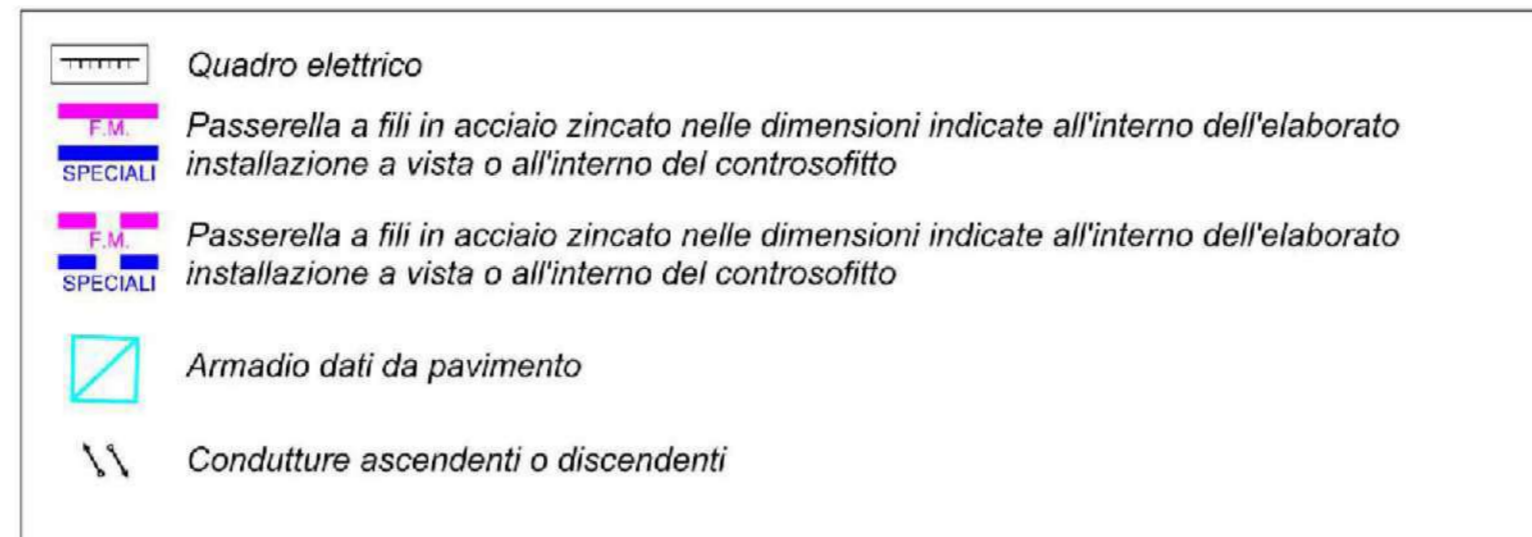 Quadro elettrico
F.M.
Passerella a fili in acciaio zincato nelle dimensioni indicate all'interno dell'elaborato
SPECIALI
installazione a vista o all'interno del controsofitto
F.M.
Passerella a fili in acciaio zincato nelle dimensioni indicate all'interno dell'elaborato
SPECIALI
installazione a vista o all'interno del controsofitto
Armadio dati da pavimento
Condutture ascendenti o discendenti